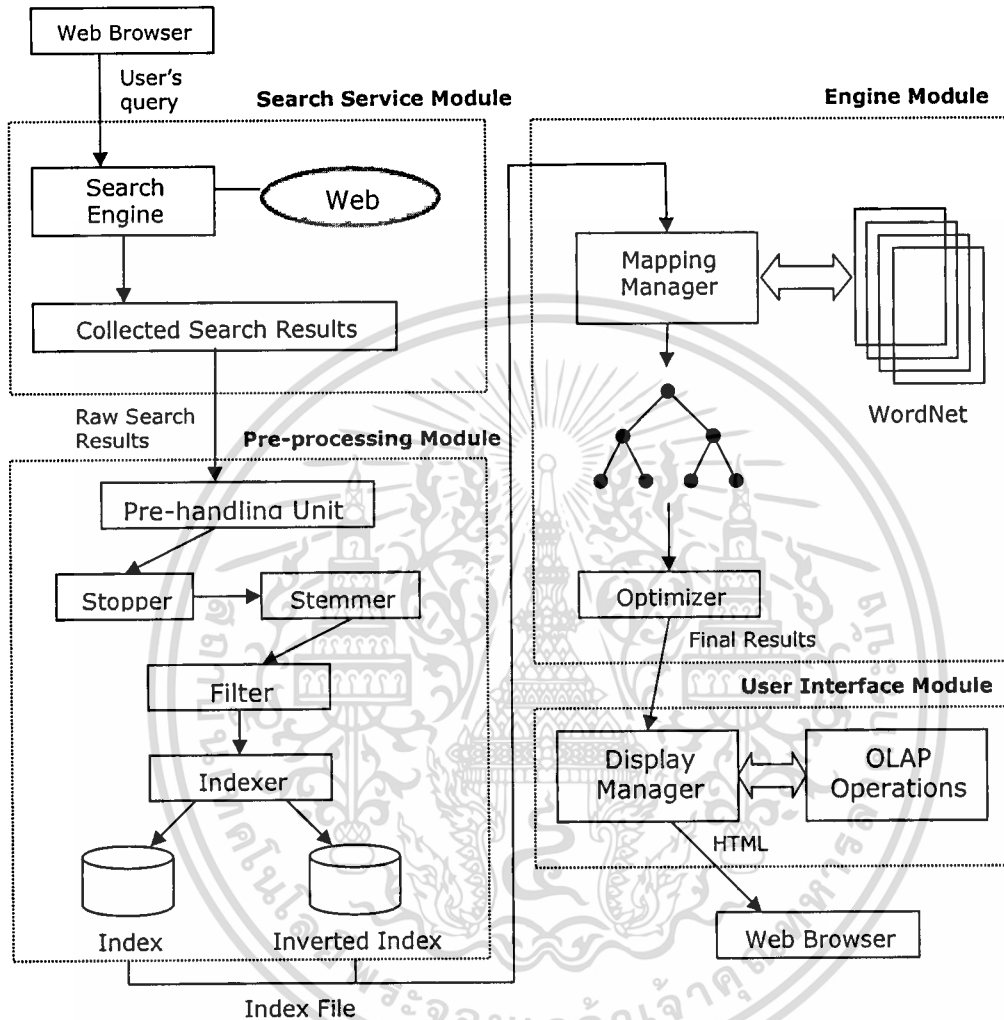 Web Browser
User's
query
Search Service Module
Search
Engine
Web
Collected Search Results
Raw Search
Results
Pre-processing Module
Pre-handling Unit
Stopper
Stemmer
Filter
Indexer
Index
Inverted Index
Index File
Engine Module
Mapping
Manager
WordNet
Optimizer
Final Results
User Interface Module
Display
Manager
OLAP
Operations
HTML
Web Browser